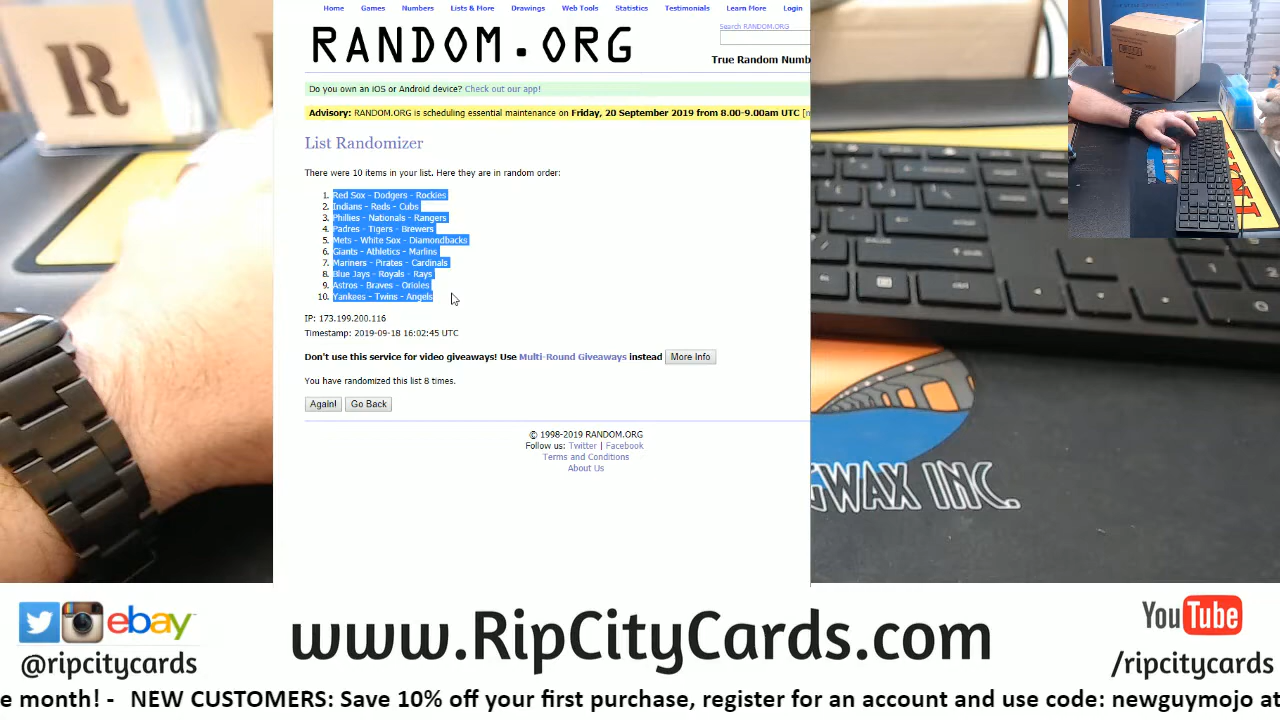 Home Games Numbers Lists & More Drawings Web Tools Statistics Testimonials Learn More Login
RANDOM.ORG
Search RANDOM.ORG
True Random Numb
Do you own an iOS or Android device? Check out our app!
Advisory: RANDOM.ORG is scheduling essential maintenance on Friday, 20 September 2019 from 8.00-9.00am UTC
List Randomizer
There were 10 items in your list. Here they are in random order:
1. Red Sox - Dodgers - Rockies
2. Indians - Reds - Cubs
3. Phillies - Nationals - Rangers
4. Padres - Tigers - Brewers
5. Mets - White Sox - Diamondbacks
6. Giants - Athletics - Marlins
7. Mariners - Pirates - Cardinals
8. Blue Jays - Royals - Rays
9. Astros - Braves - Orioles
10. Yankees - Twins - Angels
IP: 173.199.200.116
Timestamp: 2019-09-18 16:02:45 UTC
Don't use this service for video giveaways! Use Multi-Round Giveaways instead More Info
You have randomized this list 8 times.
Again! Go Back
© 1998-2019 RANDOM.ORG
Follow us: Twitter | Facebook
Terms and Conditions
About Us
R
GWAX INC.
ebay
@ripcitycards
www.RipCityCards.com
YouTube
/ripcitycards
e month! - NEW CUSTOMERS: Save 10% off your first purchase, register for an account and use code: newguymojo at